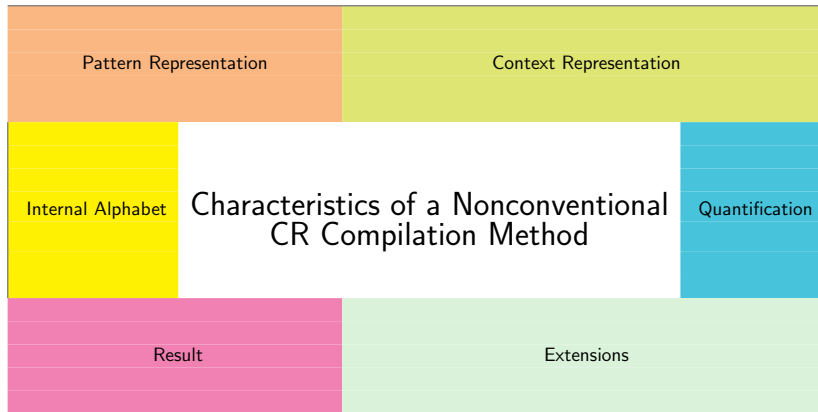 Pattern Representation
Context Representation
Internal Alphabet
Characteristics of a Nonconventional
CR Compilation Method
Quantification
Result
Extensions